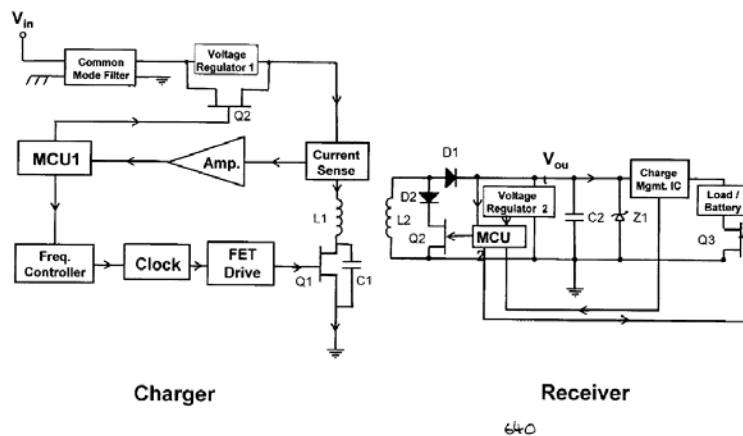 Vin
Common
Mode Filter
Voltage
Regulator 1
Q2
MCU1
Amp.
Current
Sense
L1
Freq.
Controller
Clock
FET
Drive
Q1
C1
Charger
D1
Vou
t
Charge
Mgmt. IC
D2
Voltage
Regulator 2
Load /
Battery
L2
Q2
MCU
2
C2
Z1
Q3
Receiver
640